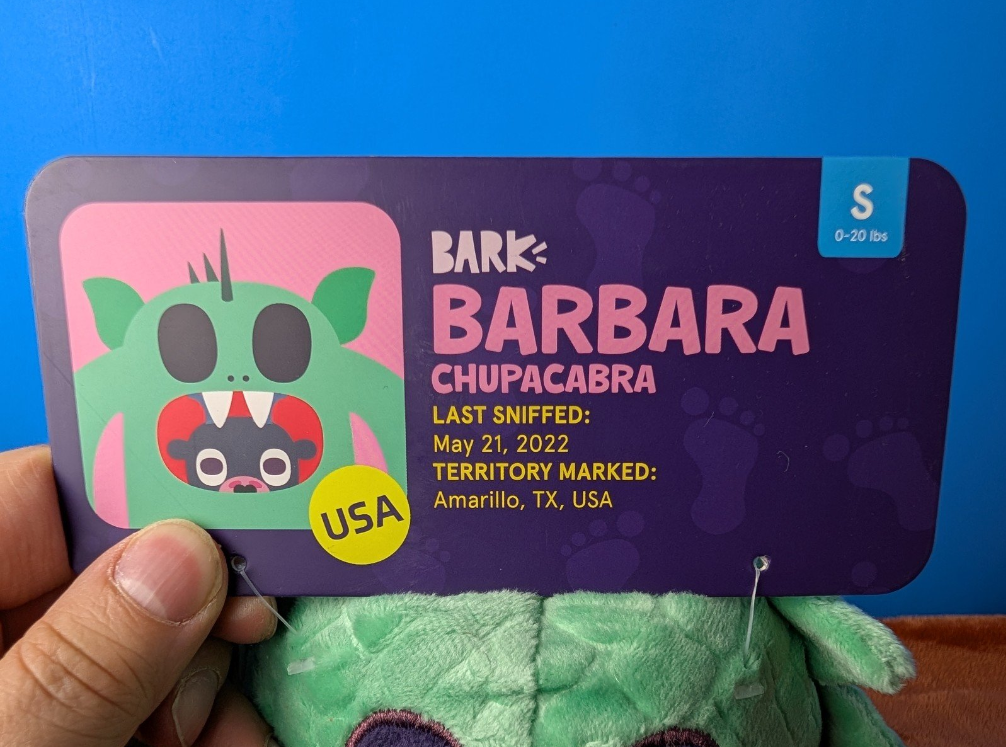 S
0-20 lbs
BARK
BARBARA
CHUPACABRA
LAST SNIFFED:
May 21, 2022
TERRITORY MARKED:
Amarillo, TX, USA
USA